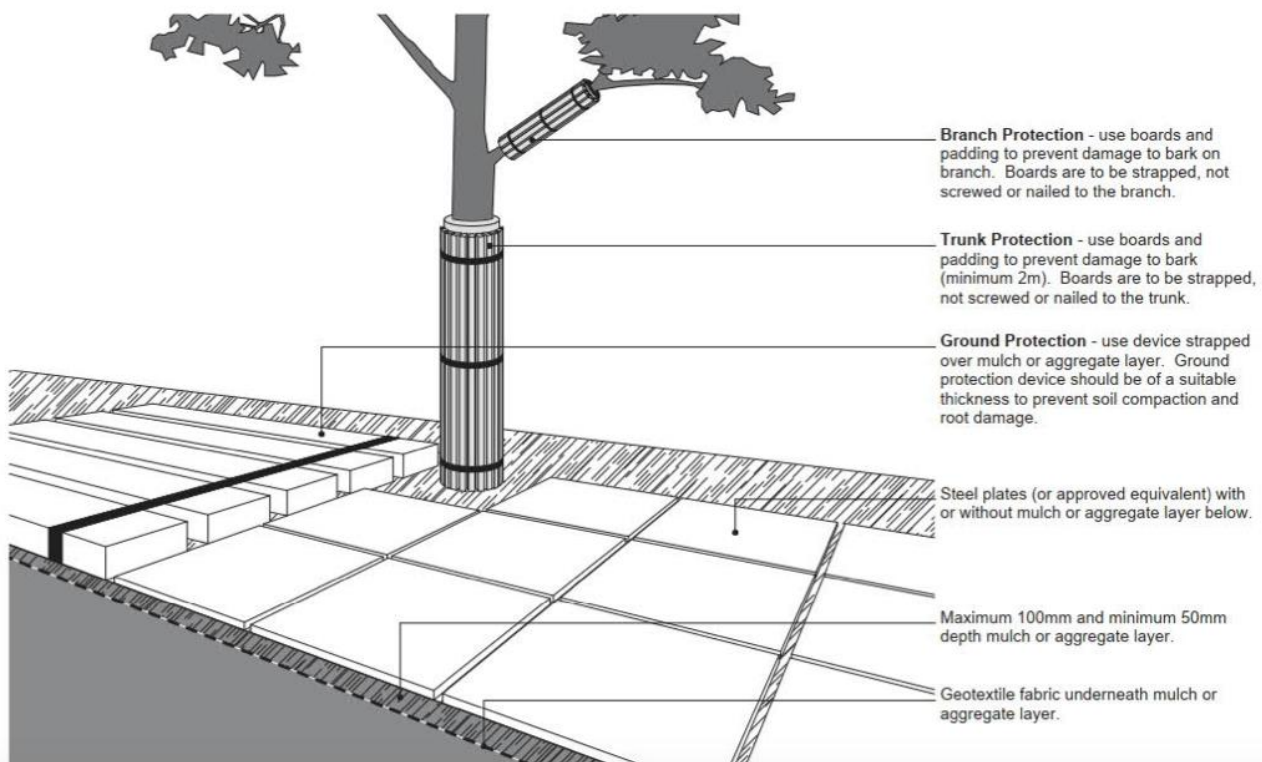 Branch Protection - use boards and
padding to prevent damage to bark on
branch. Boards are to be strapped, not
screwed or nailed to the branch.
Trunk Protection - use boards and
padding to prevent damage to bark
(minimum 2m). Boards are to be strapped,
not screwed or nailed to the trunk.
Ground Protection - use device strapped
over mulch or aggregate layer. Ground
protection device should be of a suitable
thickness to prevent soil compaction and
root damage.
Steel plates (or approved equivalent) with
or without mulch or aggregate layer below.
Maximum 100mm and minimum 50mm
depth mulch or aggregate layer.
Geotextile fabric underneath mulch or
aggregate layer.